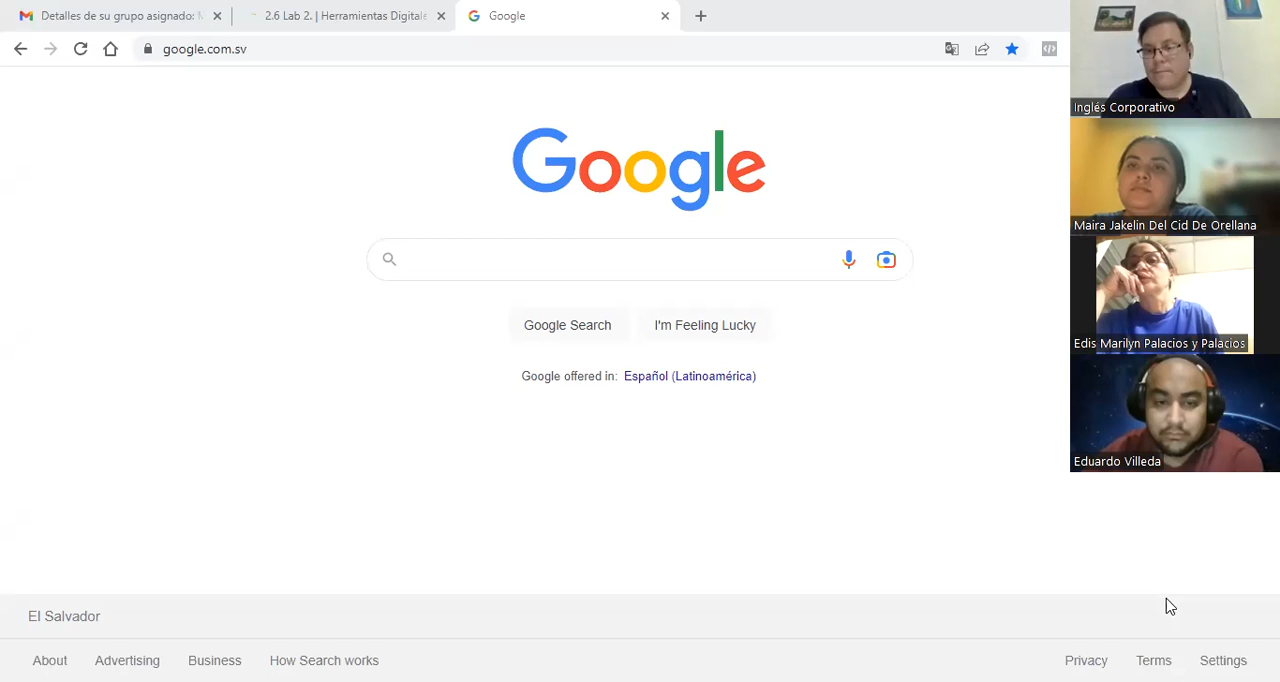 Detalles de su grupo asignado:
2.6 Lab 2. | Herramientas Digitale
Google
google.com.sv
Google
Google Search
I'm Feeling Lucky
Google offered in: Español (Latinoamérica)
Inglés Corporativo
Maira Jakelin Del Cid De Orellana
Edis Marilyn Palacios y Palacios
Eduardo Villeda
El Salvador
About Advertising Business How Search works Privacy Terms Settings